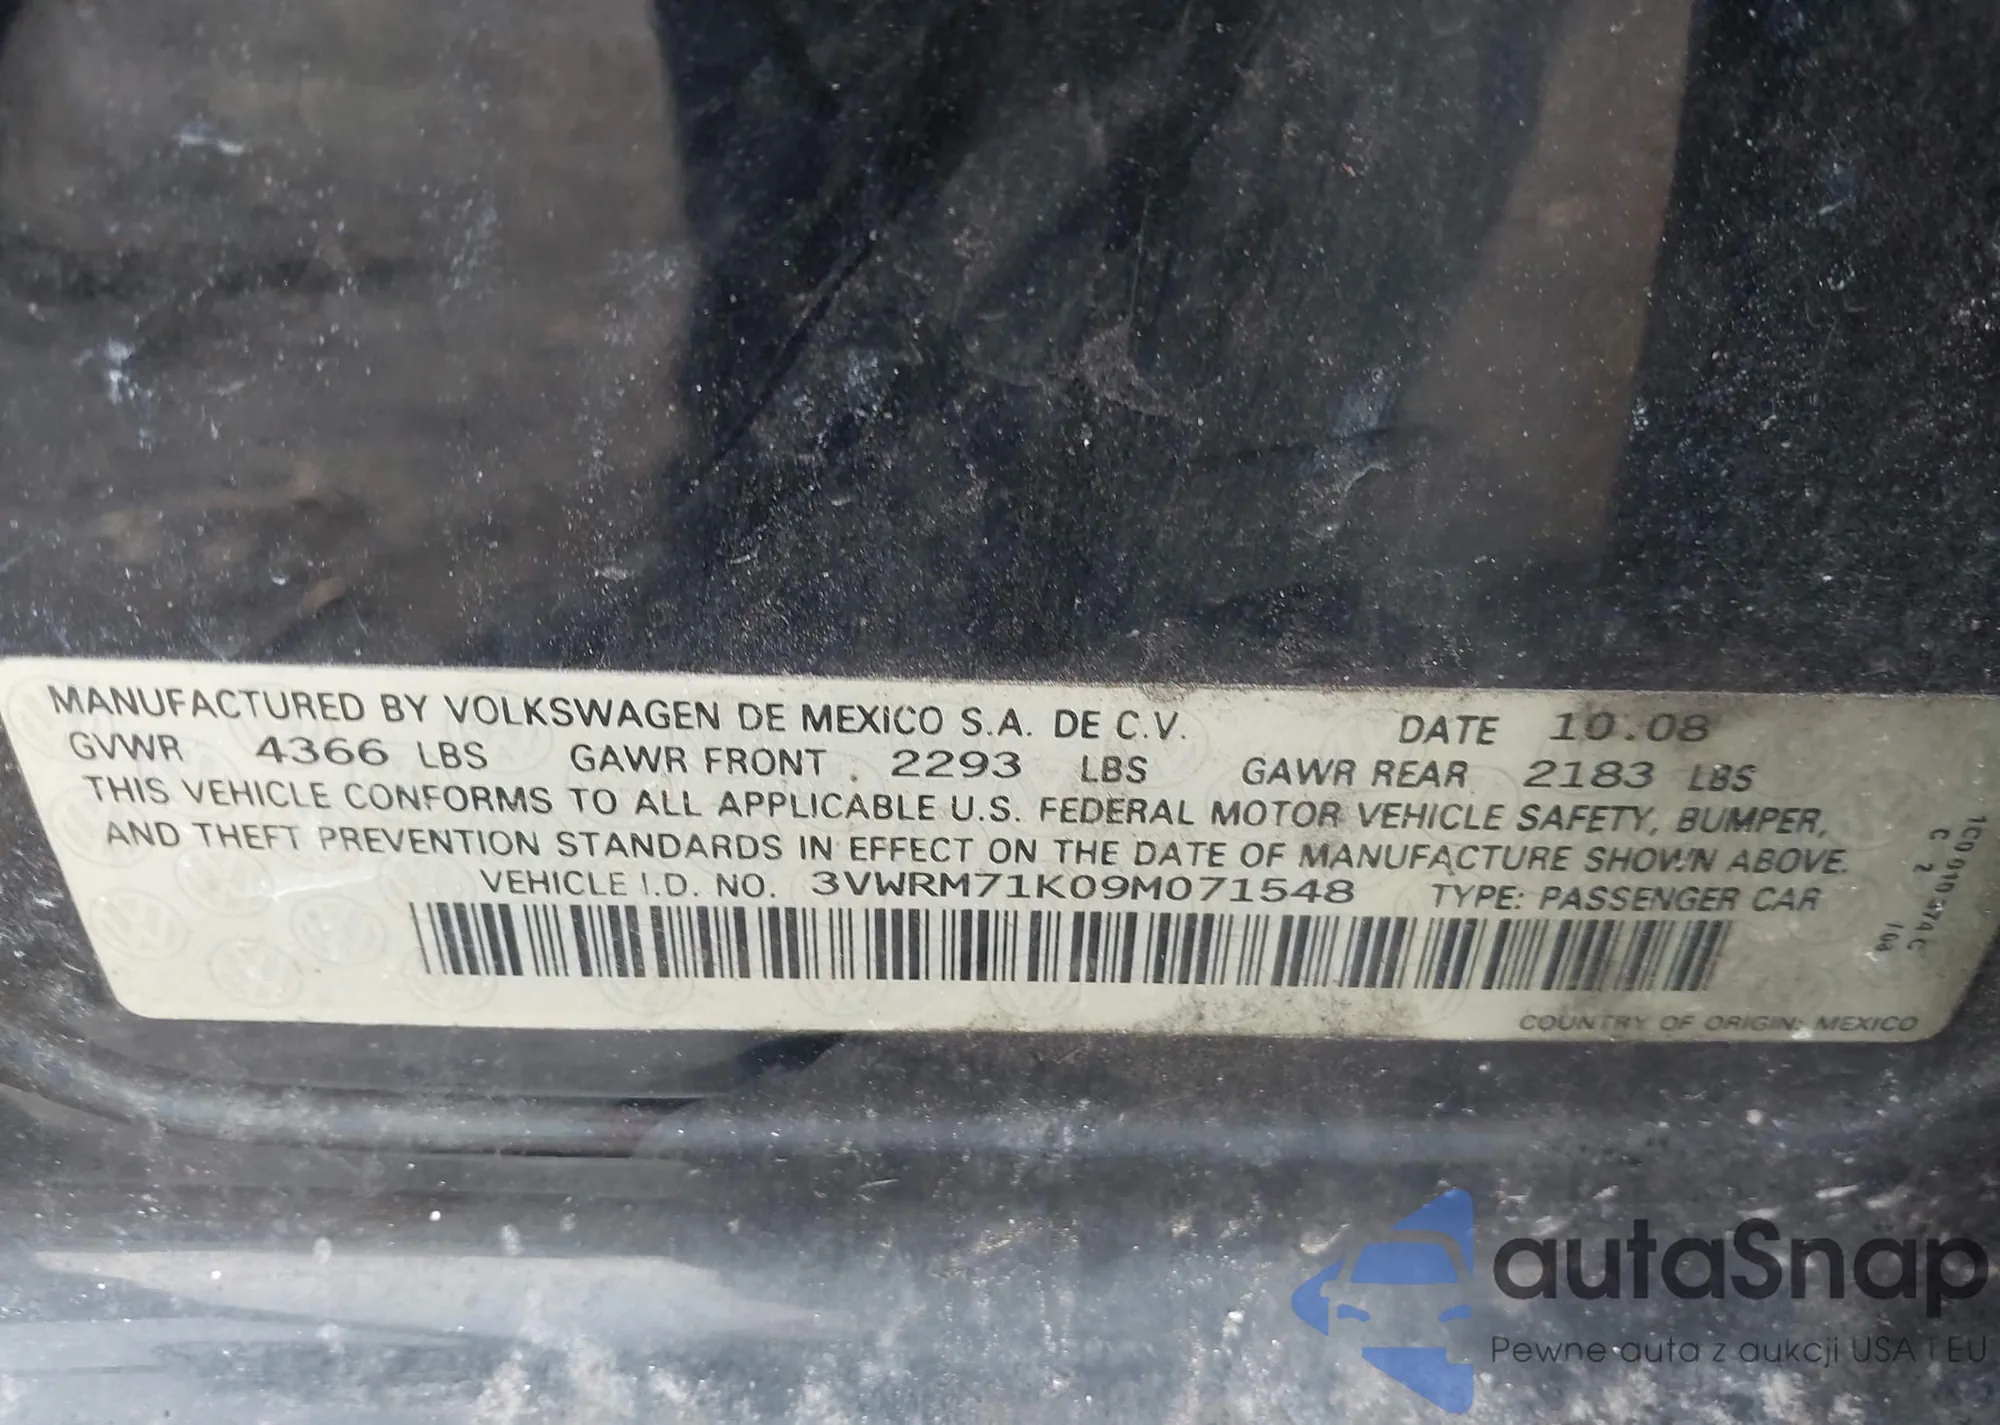 MANUFACTURED BY VOLKSWAGEN DE MEXICO S.A. DE C.V. DATE 10.08
GVWR 4366 LBS GAWR FRONT 2293 LBS GAWR REAR 2183 LBS
THIS VEHICLE CONFORMS TO ALL APPLICABLE U.S. FEDERAL MOTOR VEHICLE SAFETY, BUMPER,
AND THEFT PREVENTION STANDARDS IN EFFECT ON THE DATE OF MANUFACTURE SHOWN ABOVE.
VEHICLE I.D. NO. 3VWRM71K09M071548 TYPE: PASSENGER CAR
COUNTRY OF ORIGIN: MEXICO
C 2
104
autaSnap
Pewne auta z aukcji USA i EU